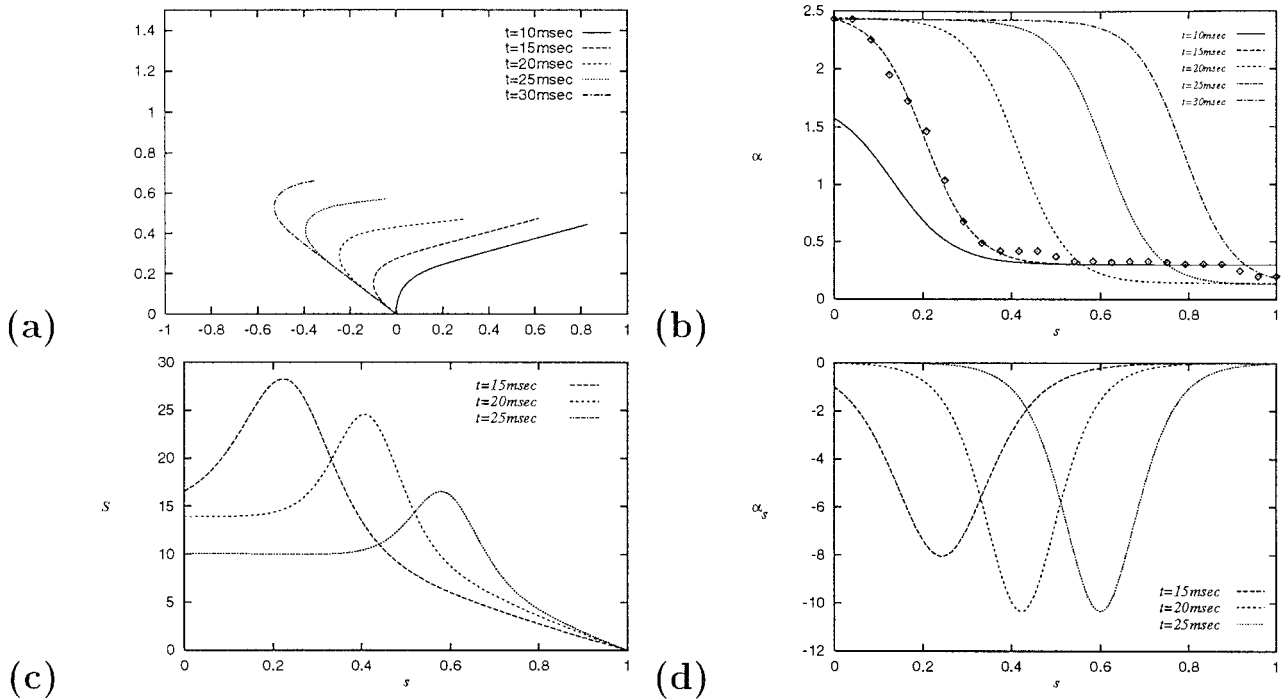 1.4
1.2
1
0.8
0.6
0.4
0.2
0
-1 -0.8 -0.6 -0.4 -0.2 0 0.2 0.4 0.6 0.8 1
t=10msec
t=15msec
t=20msec
t=25msec
t=30msec
(a)
2.5
2
1.5
1
0.5
0
α
0 0.2 0.4 0.6 0.8 1
s
t=10msec
t=15msec
t=20msec
t=25msec
t=30msec
(b)
30
25
20
15
10
5
0
S
0 0.2 0.4 0.6 0.8 1
s
t=15msec
t=20msec
t=25msec
(c)
0
-2
-4
-6
-8
-10
-12
αs
0 0.2 0.4 0.6 0.8 1
s
t=15msec
t=20msec
t=25msec
(d)